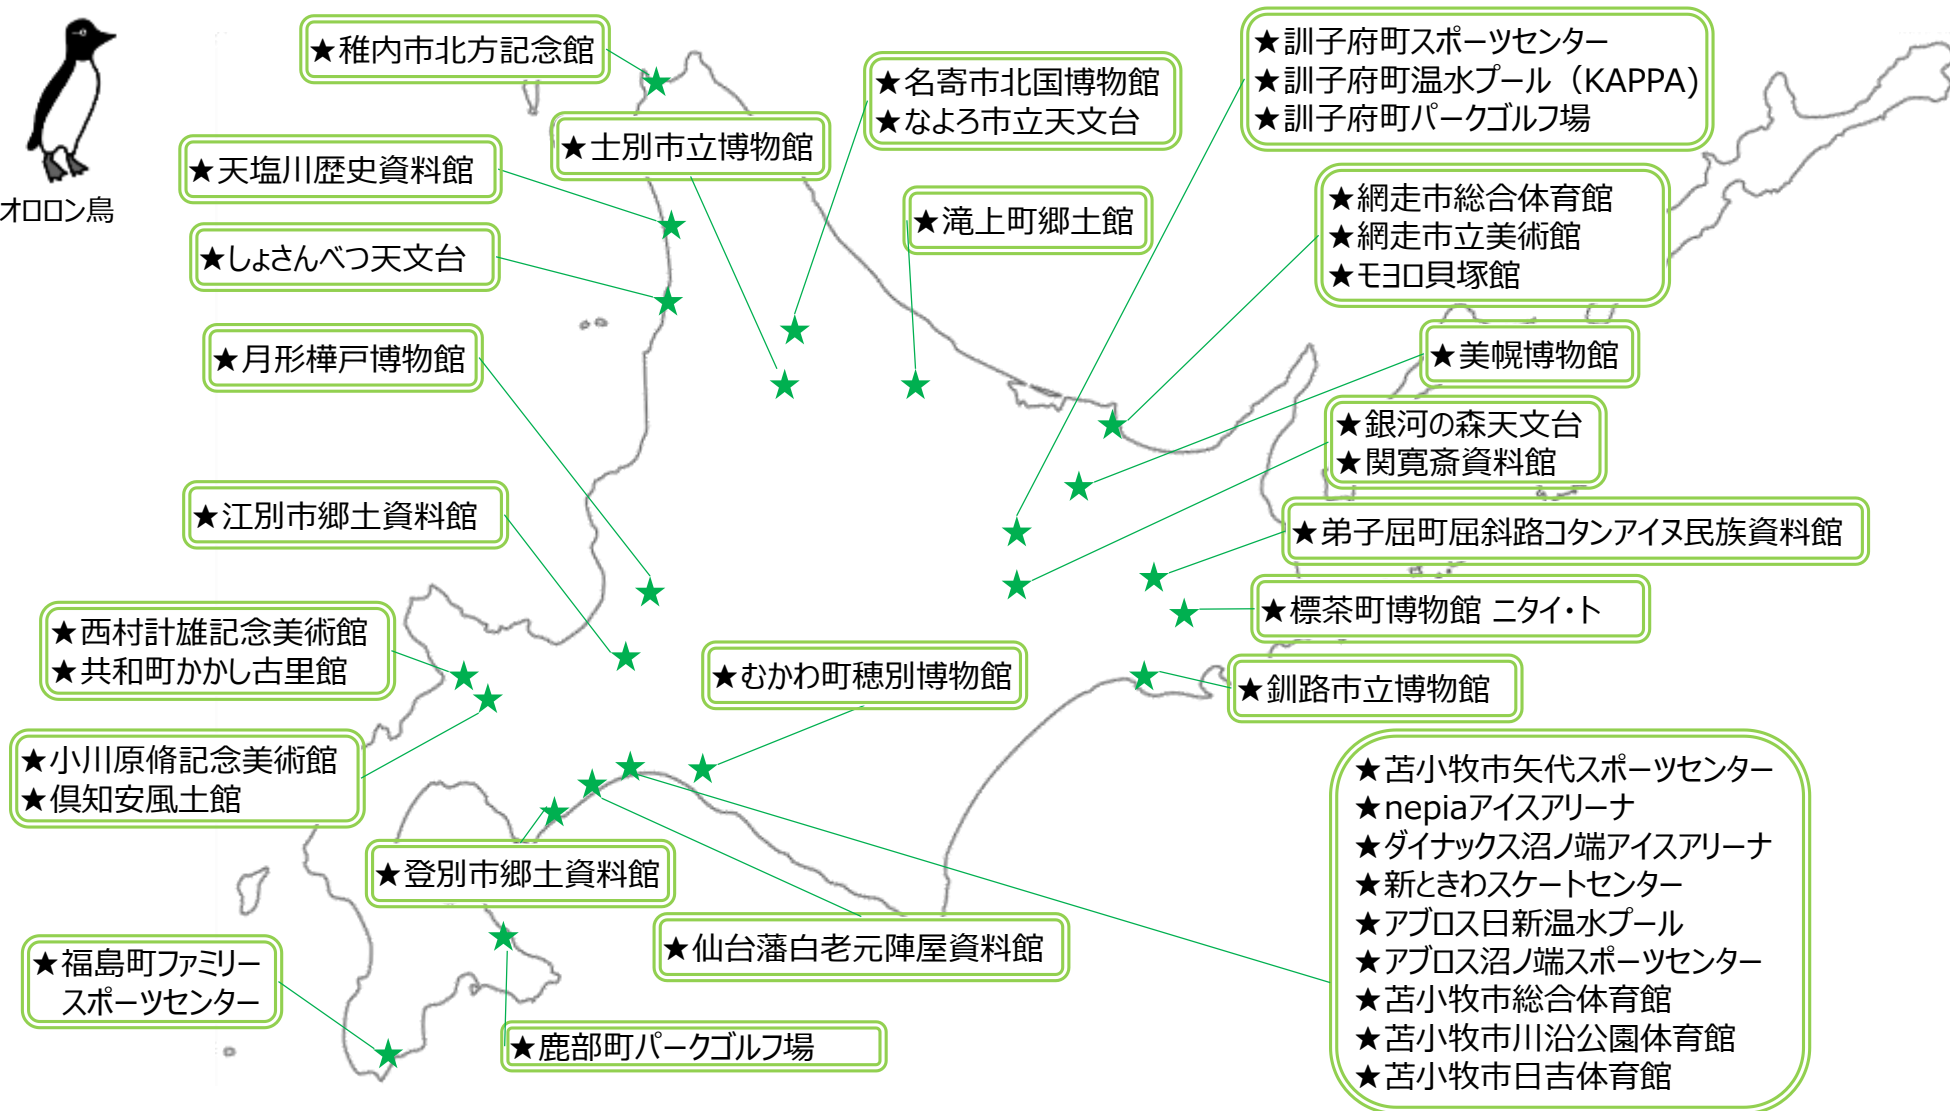 ★稚内市北方記念館
★名寄市北国博物館
★なよろ市立天文台
★訓子府町スポーツセンター
★訓子府町温水プール（KAPPA)
★訓子府町パークゴルフ場
★士別市立博物館
★天塩川歴史資料館
オロロン鳥
★滝上町郷土館
★網走市総合体育館
★網走市立美術館
★モヨロ貝塚館
★しょさんべつ天文台
★月形樺戸博物館
★美幌博物館
★銀河の森天文台
★関寛斎資料館
★江別市郷土資料館
★弟子屈町屈斜路コタンアイヌ民族資料館
★標茶町博物館 ニタイ・ト
★西村計雄記念美術館
★共和町かかし古里館
★むかわ町穂別博物館
★釧路市立博物館
★小川原脩記念美術館
★倶知安風土館
★苫小牧市矢代スポーツセンター
★nepiaアイスアリーナ
★ダイナックス沼ノ端アイスアリーナ
★新ときわスケートセンター
★アブロス日新温水プール
★アブロス沼ノ端スポーツセンター
★苫小牧市総合体育館
★苫小牧市川沿公園体育館
★苫小牧市日吉体育館
★登別市郷土資料館
★仙台藩白老元陣屋資料館
★福島町ファミリー
スポーツセンター
★鹿部町パークゴルフ場